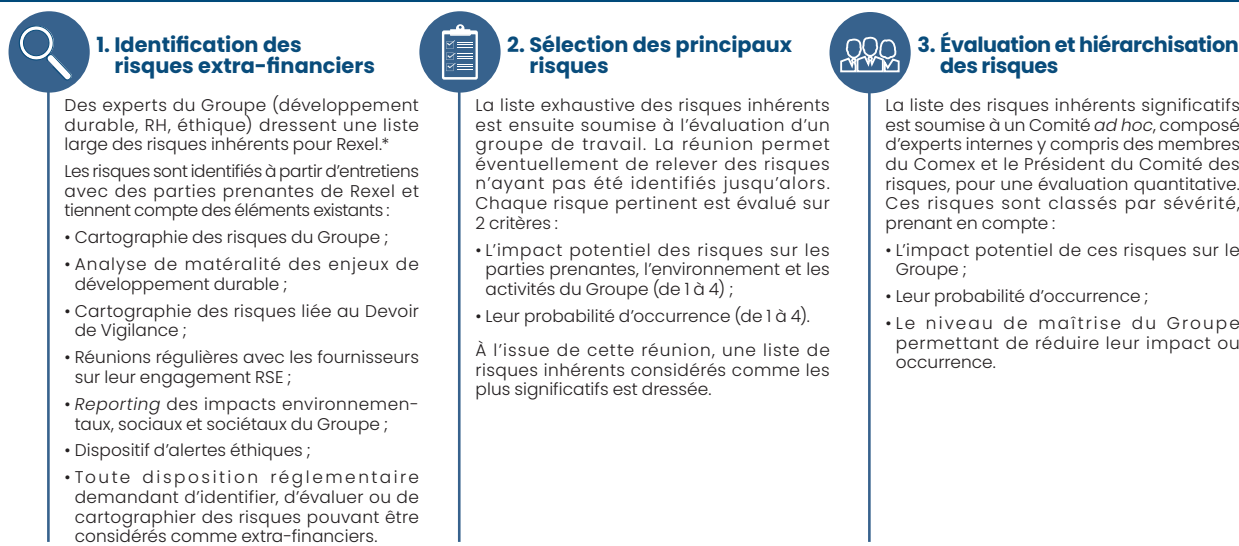 1. Identification des
risques extra-financiers
Des experts du Groupe (développement
durable, RH, éthique) dressent une liste
large des risques inhérents pour Rexel.*
Les risques sont identifiés à partir d'entretiens
avec des parties prenantes de Rexel et
tiennent compte des éléments existants :
• Cartographie des risques du Groupe ;
• Analyse de matéralité des enjeux de
développement durable ;
• Cartographie des risques liée au Devoir
de Vigilance ;
• Réunions régulières avec les fournisseurs
sur leur engagement RSE ;
• Reporting des impacts environnemen-
taux, sociaux et sociétaux du Groupe ;
• Dispositif d'alertes éthiques ;
• Toute disposition réglementaire
demandant d'identifier, d'évaluer ou de
cartographier des risques pouvant être
considérés comme extra-financiers.
2. Sélection des principaux
risques
La liste exhaustive des risques inhérents
est ensuite soumise à l'évaluation d'un
groupe de travail. La réunion permet
éventuellement de relever des risques
n'ayant pas été identifiés jusqu'alors.
Chaque risque pertinent est évalué sur
2 critères :
• L'impact potentiel des risques sur les
parties prenantes, l'environnement et les
activités du Groupe (de 1 à 4) ;
• Leur probabilité d'occurrence (de 1 à 4).
À l'issue de cette réunion, une liste de
risques inhérents considérés comme les
plus significatifs est dressée.
3. Évaluation et hiérarchisation
des risques
La liste des risques inhérents significatifs
est soumise à un Comité ad hoc, composé
d'experts internes y compris des membres
du Comex et le Président du Comité des
risques, pour une évaluation quantitative.
Ces risques sont classés par sévérité,
prenant en compte :
• L'impact potentiel de ces risques sur le
Groupe ;
• Leur probabilité d'occurrence ;
• Le niveau de maîtrise du Groupe
permettant de réduire leur impact ou
occurrence.